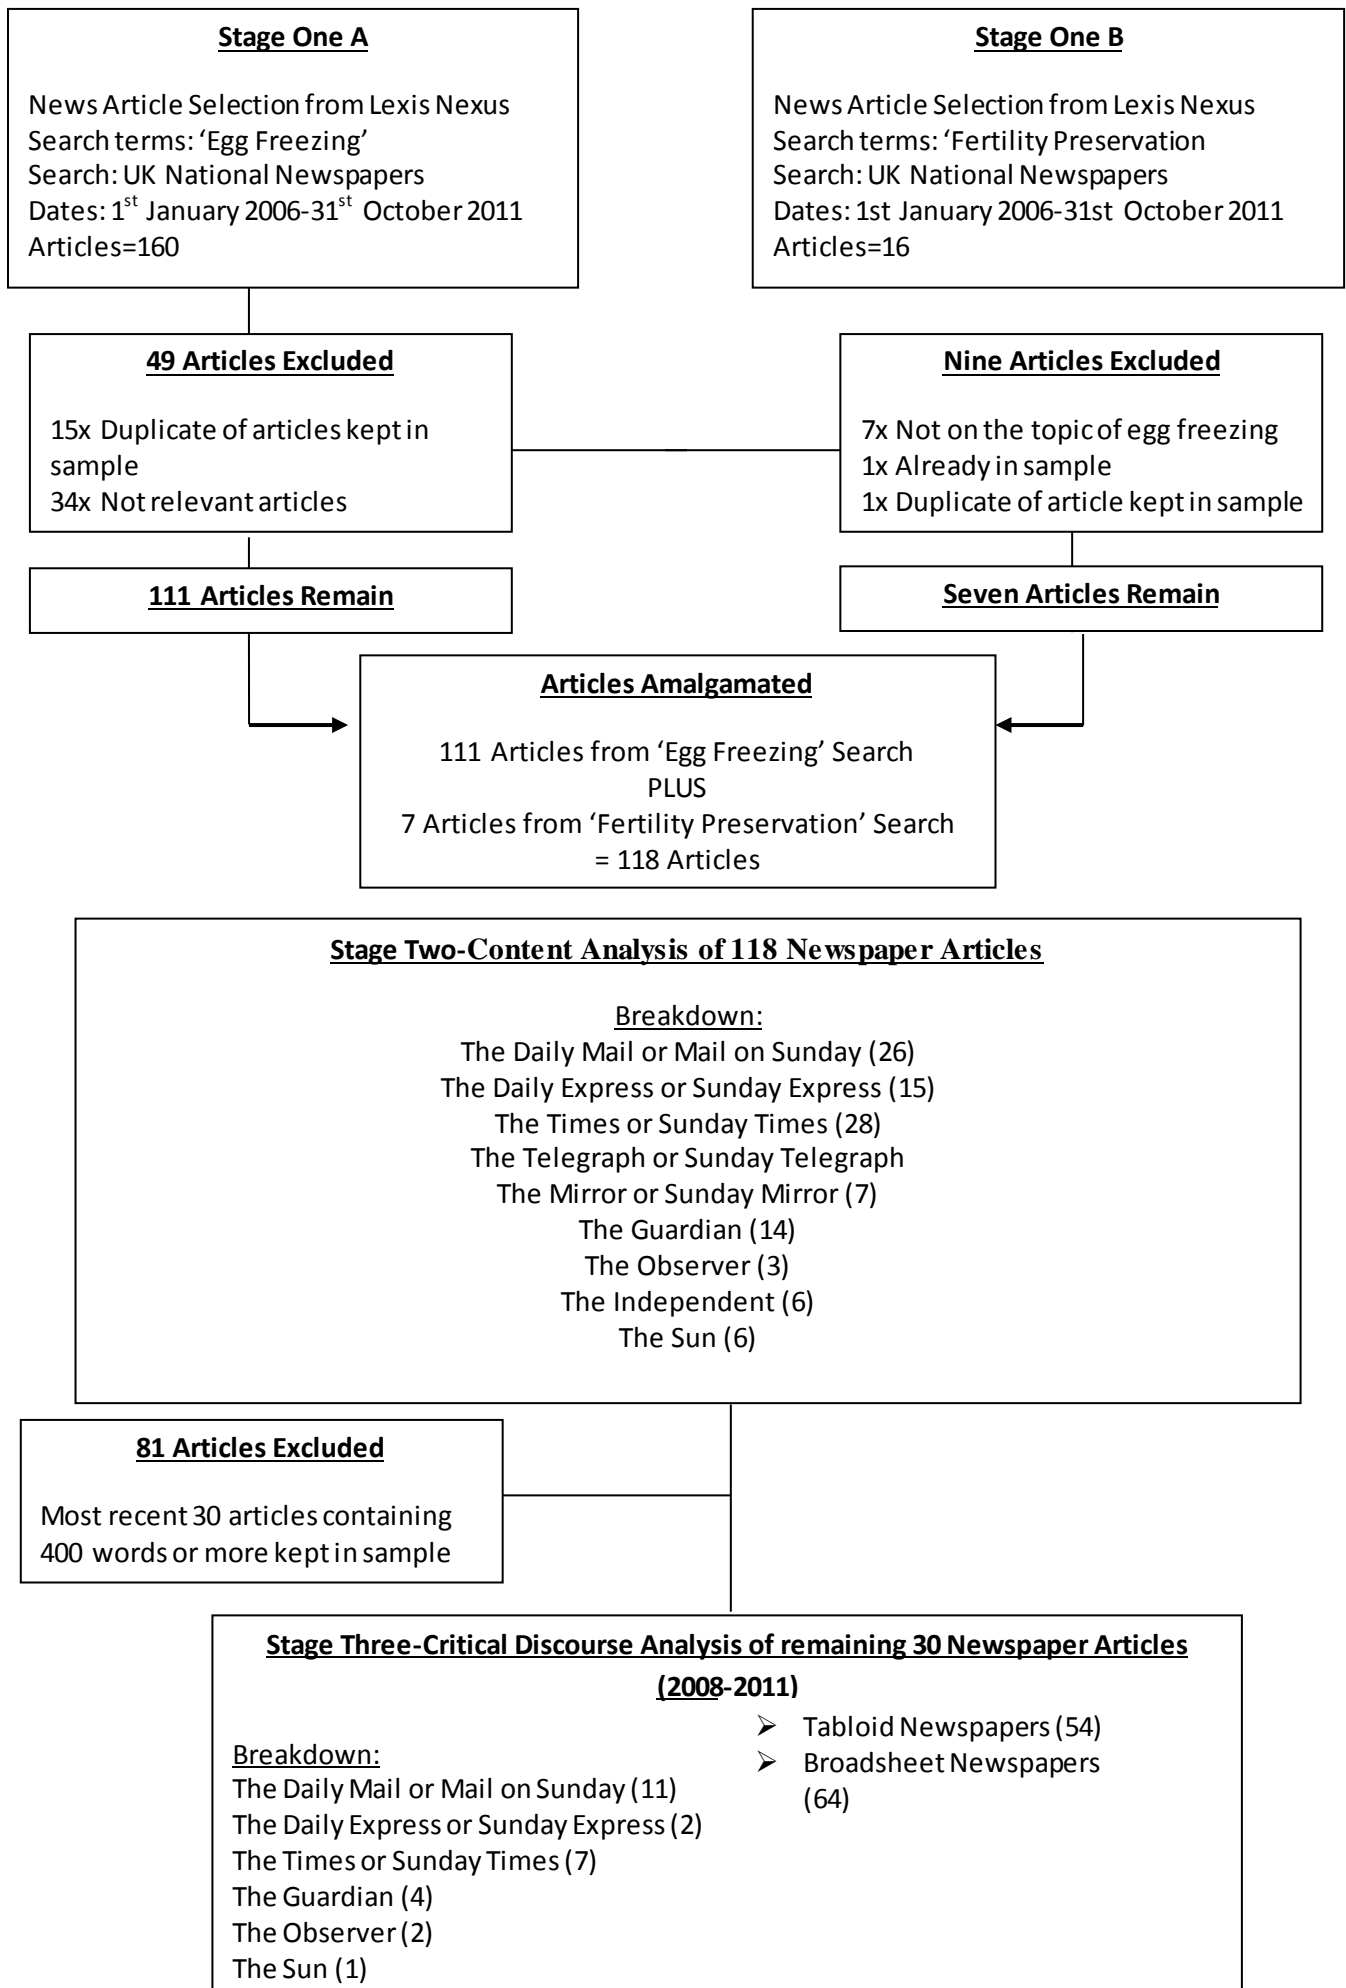 Stage One A
News Article Selection from Lexis Nexus
Search terms: ‘Egg Freezing’
Search: UK National Newspapers
Dates: 1st January 2006-31st October 2011
Articles=160
Stage One B
News Article Selection from Lexis Nexus
Search terms: ‘Fertility Preservation
Search: UK National Newspapers
Dates: 1st January 2006-31st October 2011
Articles=16
49 Articles Excluded
15x Duplicate of articles kept in
sample
34x Not relevant articles
Nine Articles Excluded
7x Not on the topic of egg freezing
1x Already in sample
1x Duplicate of article kept in sample
111 Articles Remain
Seven Articles Remain
Articles Amalgamated
111 Articles from ‘Egg Freezing’ Search
PLUS
7 Articles from ‘Fertility Preservation’ Search
= 118 Articles
Stage Two-Content Analysis of 118 Newspaper Articles
Breakdown:
The Daily Mail or Mail on Sunday (26)
The Daily Express or Sunday Express (15)
The Times or Sunday Times (28)
The Telegraph or Sunday Telegraph
The Mirror or Sunday Mirror (7)
The Guardian (14)
The Observer (3)
The Independent (6)
The Sun (6)
81 Articles Excluded
Most recent 30 articles containing
400 words or more kept in sample
Stage Three-Critical Discourse Analysis of remaining 30 Newspaper Articles
(2008-2011)
Breakdown:
The Daily Mail or Mail on Sunday (11)
The Daily Express or Sunday Express (2)
The Times or Sunday Times (7)
The Guardian (4)
The Observer (2)
The Sun (1)
➢ Tabloid Newspapers (54)
➢ Broadsheet Newspapers
(64)